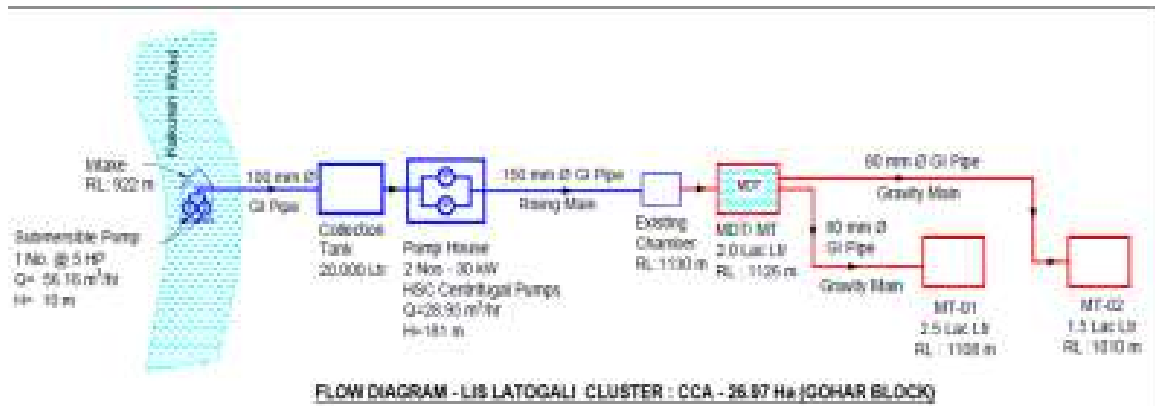 Intake
RL: 922 m
Submersible Pump
1 No. @ 5 HP
Q= 56.16 m³/hr
H= 10 m
100 mm Ø
GI Pipe
Collection
Tank
20,000 Ltr
Pump House
2 Nos - 30 kW
HSC Centrifugal Pumps
Q=28.95 m³/hr
H=181 m
150 mm Ø GI Pipe
Rising Main
Existing
Chamber
RL 1130 m
MDT
MDT/MT
2.0 Lac Ltr
RL : 1126 m
mm Ø GI Pipe
Gravity Main
mm Ø
GI Pipe
Gravity Main
MT-01
2.5 Lac Ltr
RL : m
MT-02
1.5 Lac Ltr
RL : 1010 m
FLOW DIAGRAM - LIS LATOGALI CLUSTER : CCA - 26.97 Ha (GOHAR BLOCK)